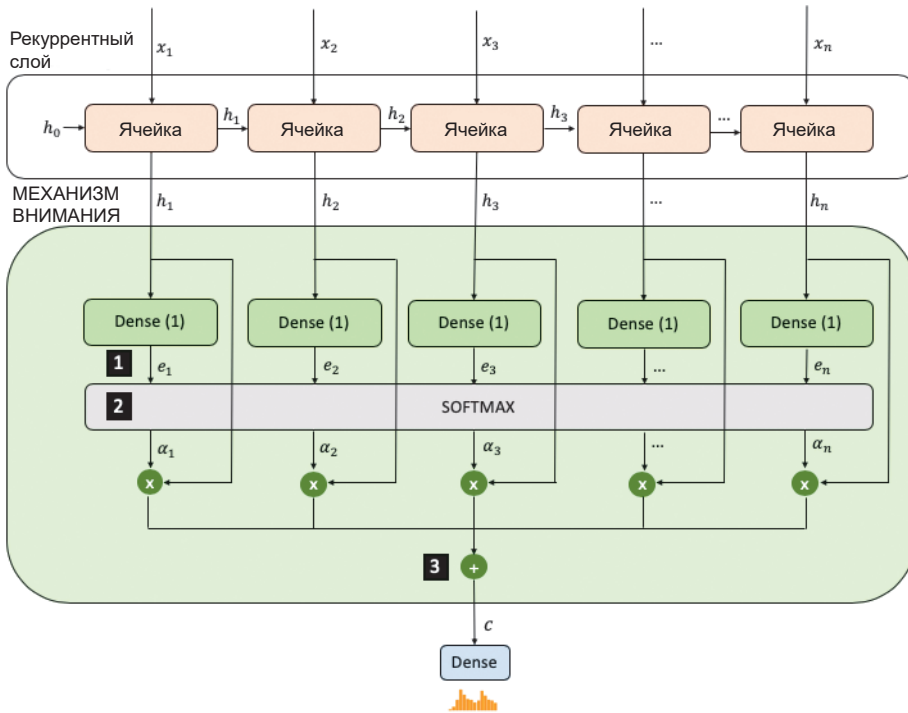 x₁ x₂ x₃ ... xₙ
Рекуррентный
слой
h₀ Ячейка h₁ Ячейка h₂ Ячейка h₃ Ячейка ... Ячейка
МЕХАНИЗМ
ВНИМАНИЯ
h₁ h₂ h₃ ... hₙ
Dense (1) Dense (1) Dense (1) Dense (1) Dense (1)
1 e₁ e₂ e₃ ... eₙ
2 SOFTMAX
α₁ α₂ α₃ ... αₙ
x x x x x
3 +
c
Dense